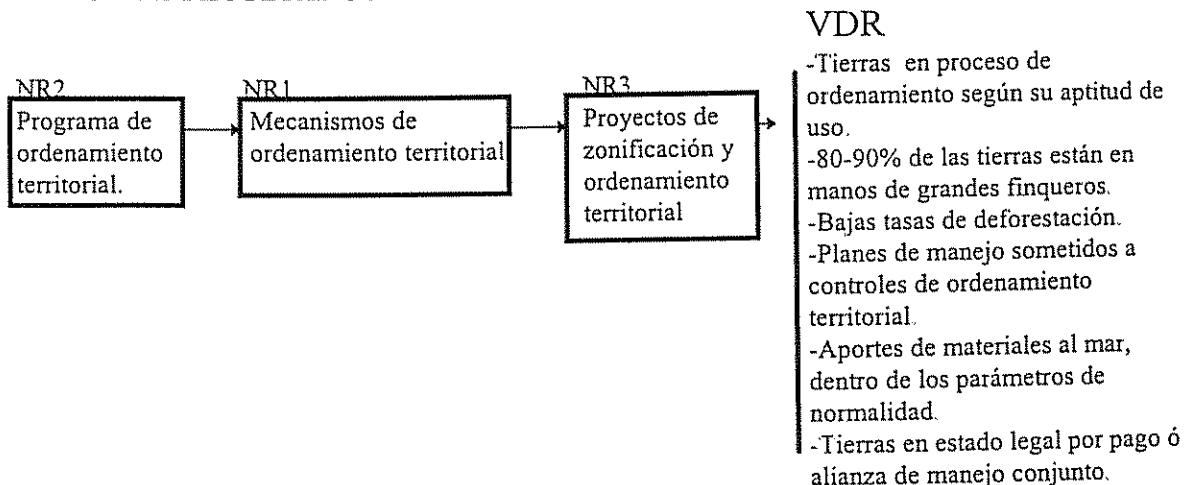 NR2
Programa de
ordenamiento
territorial.
NR1
Mecanismos de
ordenamiento territorial
NR3
Proyectos de
zonificación y
ordenamiento
territorial
VDR
-Tierras en proceso de
ordenamiento según su aptitud de
uso.
-80-90% de las tierras están en
manos de grandes finqueros.
-Bajas tasas de deforestación.
-Planes de manejo sometidos a
controles de ordenamiento
territorial.
-Aportes de materiales al mar,
dentro de los parámetros de
normalidad.
-Tierras en estado legal por pago ó
alianza de manejo conjunto.